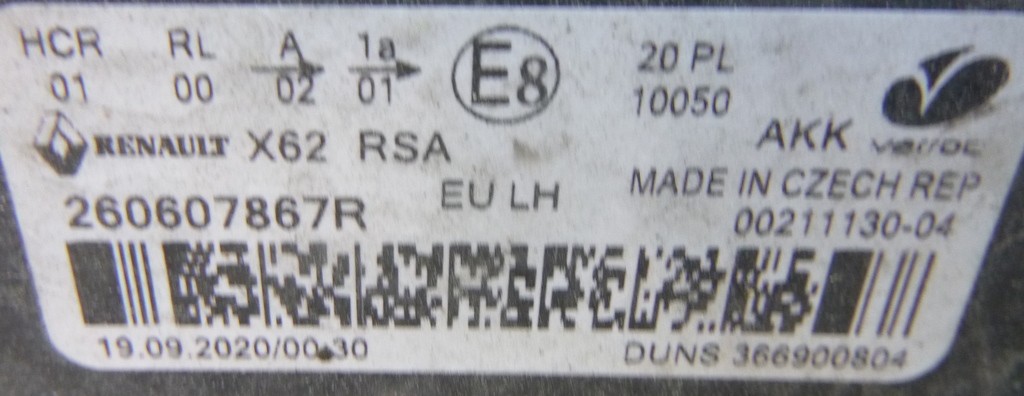 HCR RL A 1a E8 20 PL
01 00 02 01 10050
RENAULT X62 RSA AKK varroc
EU LH MADE IN CZECH REP
260607867R 00211130-04
19.09.2020/00:30 DUNS 366900804